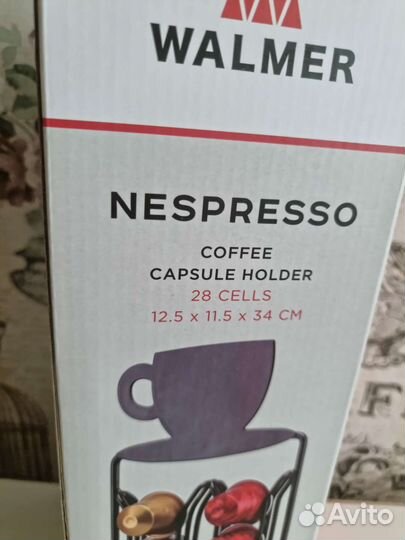 WALMER
NESPRESSO
COFFEE
CAPSULE HOLDER
28 CELLS
12.5 x 11.5 x 34 CM
Avito